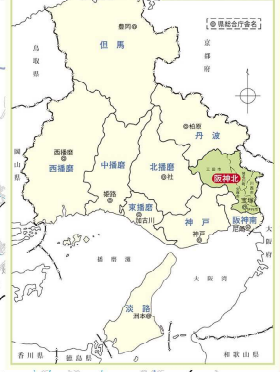 ◎県総合庁舎名
豊岡◎
但馬
鳥取県
京都府
◎柏原
丹波
岡山県
西播磨
◎
西播磨
中播磨
北播磨
◎社
三田市
阪神北
宝塚
姫路
◎
東播磨
◎
加古川
神戸
神戸◎
阪神南
尼崎
大阪府
播磨灘
大阪湾
淡路
洲本◎
香川県
徳島県
和歌山県